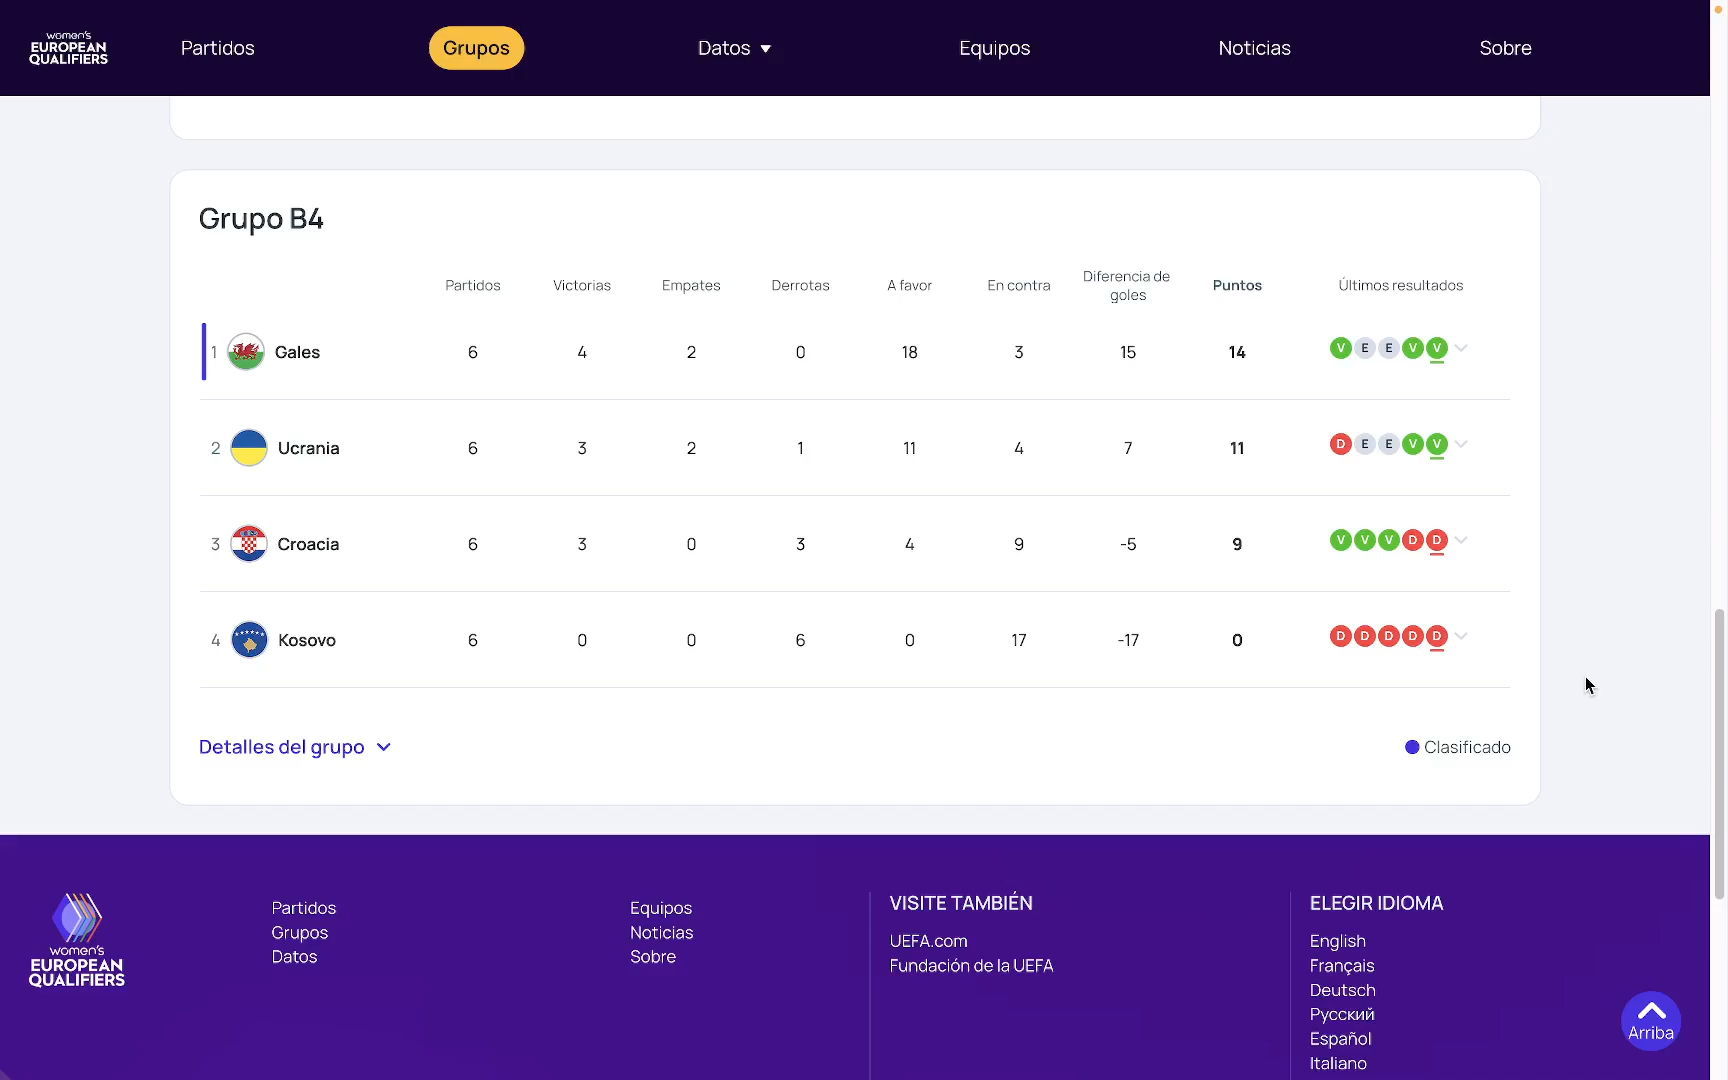 women's
EUROPEAN
QUALIFIERS
Partidos
Grupos
Datos
Equipos
Noticias
Sobre
Grupo B4
Partidos Victorias Empates Derrotas A favor En contra Diferencia de goles Puntos Últimos resultados
1 Gales 6 4 2 0 18 3 15 14 V E E V V
2 Ucrania 6 3 2 1 11 4 7 11 D E E V V
3 Croacia 6 3 0 3 4 9 -5 9 V V V D D
4 Kosovo 6 0 0 6 0 17 -17 0 D D D D D
Detalles del grupo
Clasificado
women's
EUROPEAN
QUALIFIERS
Partidos
Grupos
Datos
Equipos
Noticias
Sobre
VISITE TAMBIÉN
UEFA.com
Fundación de la UEFA
ELEGIR IDIOMA
English
Français
Deutsch
Русский
Español
Italiano
Arriba